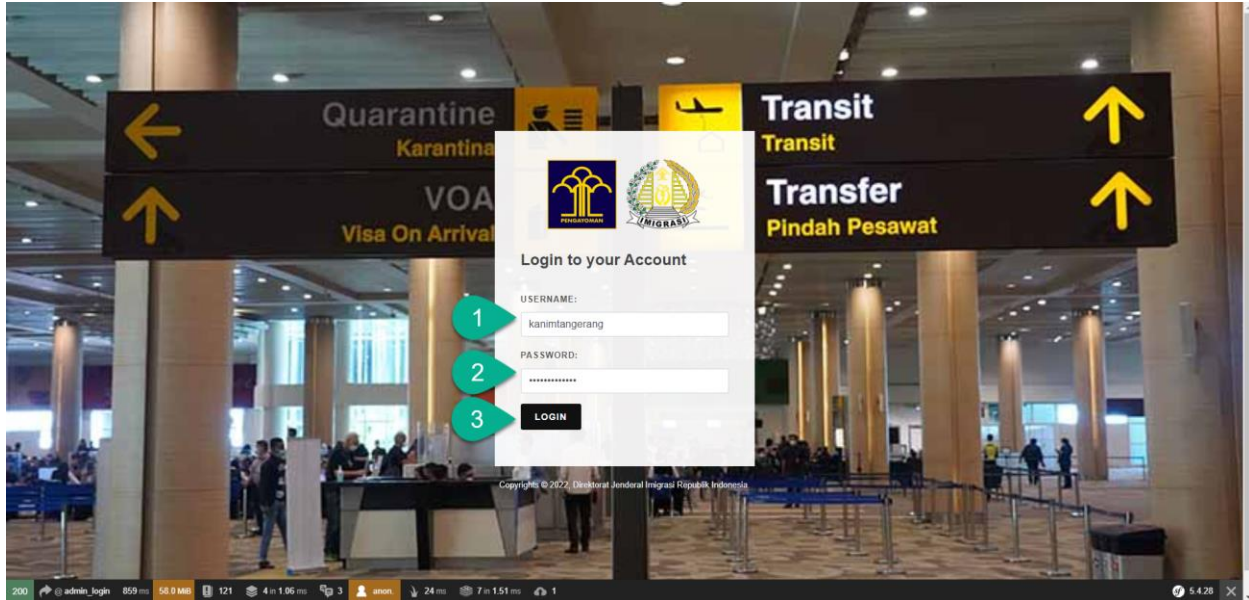 Quarantine
Karantina
VOA
Visa On Arrival
Transit
Transit
Transfer
Pindah Pesawat
PENGAYOMAN
IMIGRASI
Login to your Account
USERNAME:
1
kanimtangerang
PASSWORD:
2
•••••••••••••
3
LOGIN
Copyrights © 2022, Direktorat Jenderal Imigrasi Republik Indonesia
200 @ admin_login 859 ms 58.0 MiB 121 4 in 1.06 ms 3 anon. 24 ms 7 in 1.51 ms 1 sf 5.4.28